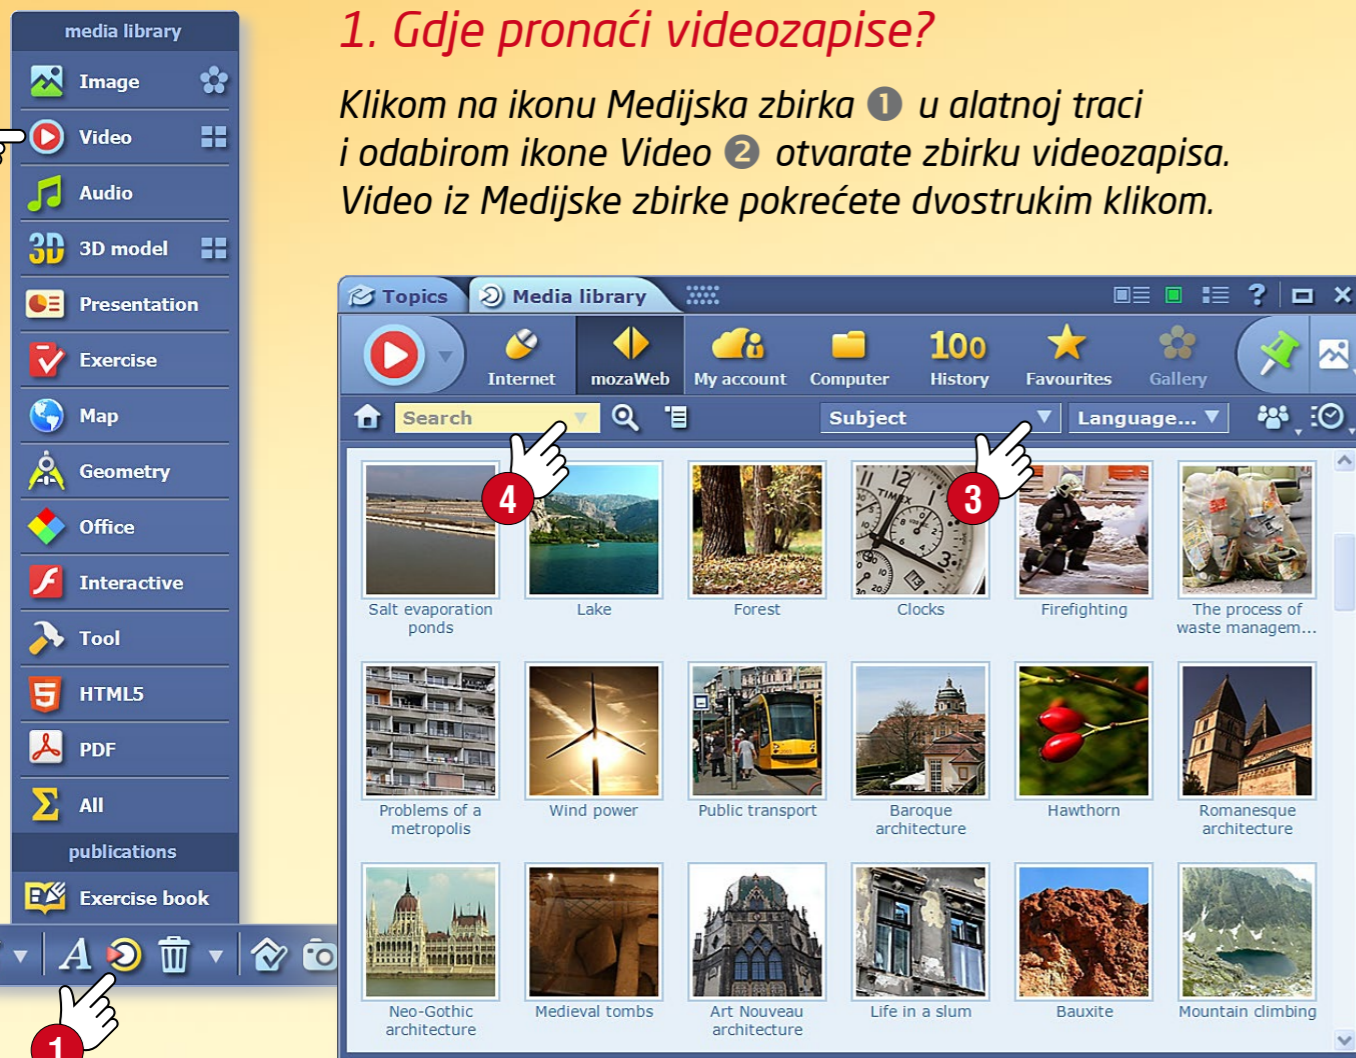 media library
Image
Video
Audio
3D model
Presentation
Exercise
Map
Geometry
Office
Interactive
Tool
HTML5
PDF
All
publications
Exercise book
1
1. Gdje pronaći videozapise?
Klikom na ikonu Medijska zbirka 1 u alatnoj traci
i odabirom ikone Video 2 otvarate zbirku videozapisa.
Video iz Medijske zbirke pokrećete dvostrukim klikom.
Topics Media library
Internet mozaWeb My account Computer 100 History Favourites Gallery
Search Subject Language...
4 3
Salt evaporation ponds
Lake
Forest
Clocks
Firefighting
The process of waste managem...
Problems of a metropolis
Wind power
Public transport
Baroque architecture
Hawthorn
Romanesque architecture
Neo-Gothic architecture
Medieval tombs
Art Nouveau architecture
Life in a slum
Bauxite
Mountain climbing